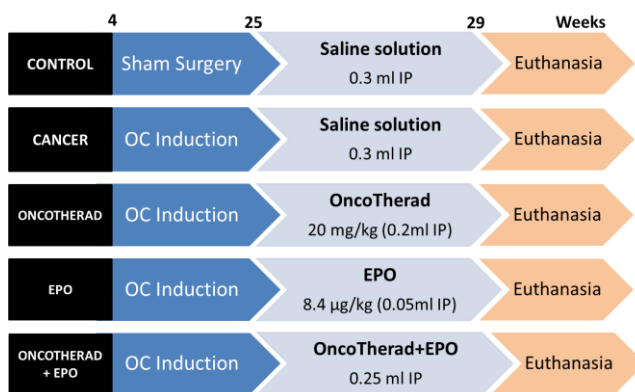 4 25 29 Weeks
CONTROL Sham Surgery Saline solution Euthanasia
0.3 ml IP
CANCER OC Induction Saline solution Euthanasia
0.3 ml IP
ONCOTHERAD OC Induction OncoTherad Euthanasia
20 mg/kg (0.2ml IP)
EPO OC Induction EPO Euthanasia
8.4 µg/kg (0.05ml IP)
ONCOTHERAD
+ EPO OC Induction OncoTherad+EPO Euthanasia
0.25 ml IP